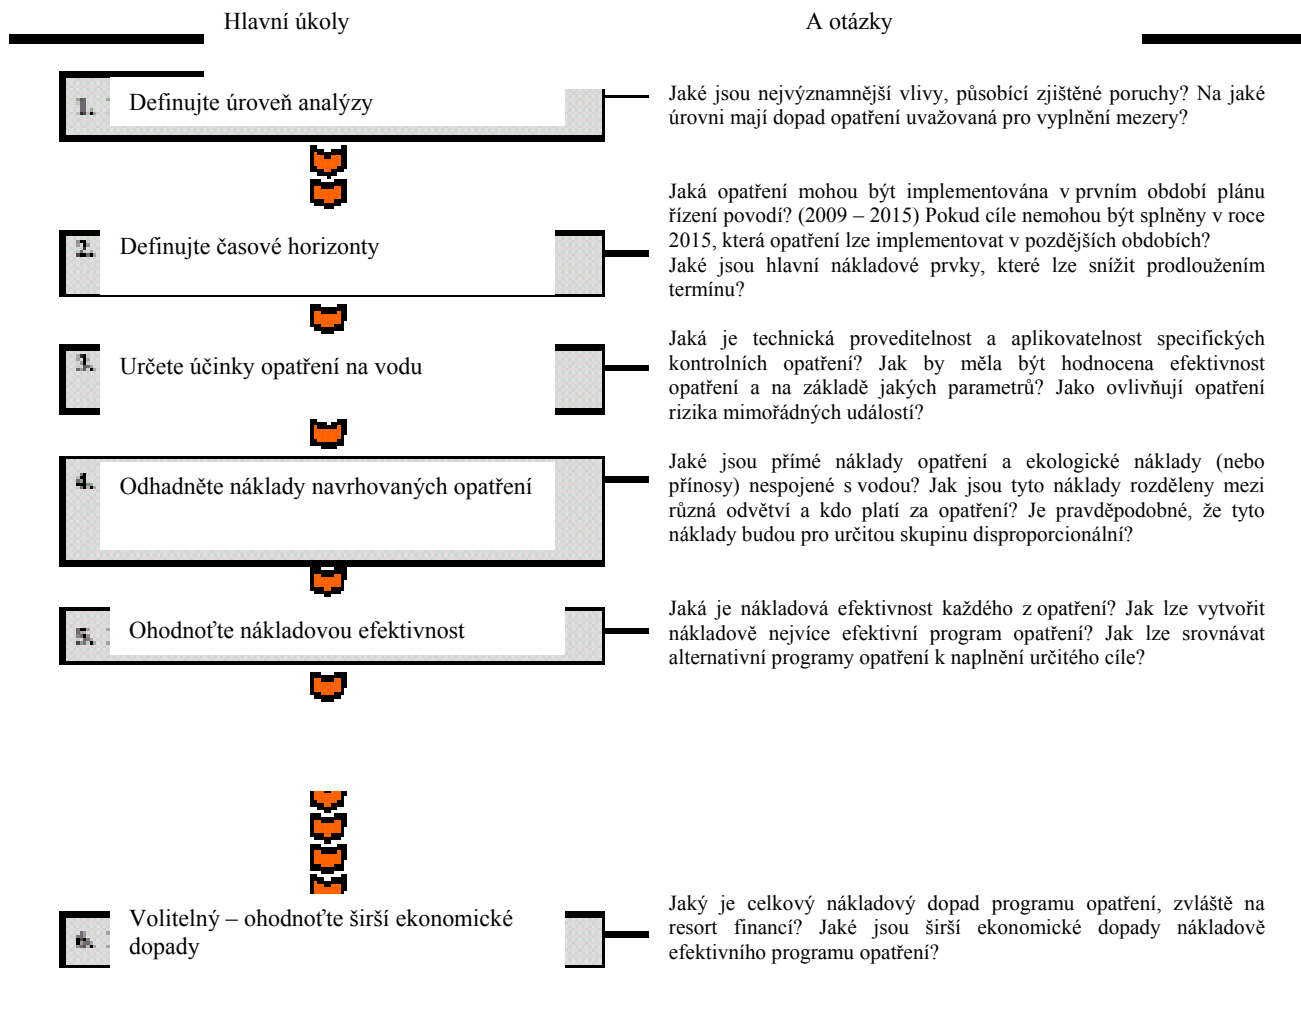 Hlavní úkoly
A otázky
1. Definujte úroveň analýzy
Jaké jsou nejvýznamnější vlivy, působící zjištěné poruchy? Na jaké
úrovni mají dopad opatření uvažovaná pro vyplnění mezery?
2. Definujte časové horizonty
Jaká opatření mohou být implementována v prvním období plánu
řízení povodí? (2009 – 2015) Pokud cíle nemohou být splněny v roce
2015, která opatření lze implementovat v pozdějších obdobích?
Jaké jsou hlavní nákladové prvky, které lze snížit prodloužením
termínu?
3. Určete účinky opatření na vodu
Jaká je technická proveditelnost a aplikovatelnost specifických
kontrolních opatření? Jak by měla být hodnocena efektivnost
opatření a na základě jakých parametrů? Jako ovlivňují opatření
rizika mimořádných událostí?
4. Odhadněte náklady navrhovaných opatření
Jaké jsou přímé náklady opatření a ekologické náklady (nebo
přínosy) nespojené s vodou? Jak jsou tyto náklady rozděleny mezi
různá odvětví a kdo platí za opatření? Je pravděpodobné, že tyto
náklady budou pro určitou skupinu disproporcionální?
5. Ohodnoťte nákladovou efektivnost
Jaká je nákladová efektivnost každého z opatření? Jak lze vytvořit
nákladově nejvíce efektivní program opatření? Jak lze srovnávat
alternativní programy opatření k naplnění určitého cíle?
6. Volitelný – ohodnoťte širší ekonomické
dopady
Jaký je celkový nákladový dopad programu opatření, zvláště na
resort financí? Jaké jsou širší ekonomické dopady nákladově
efektivního programu opatření?